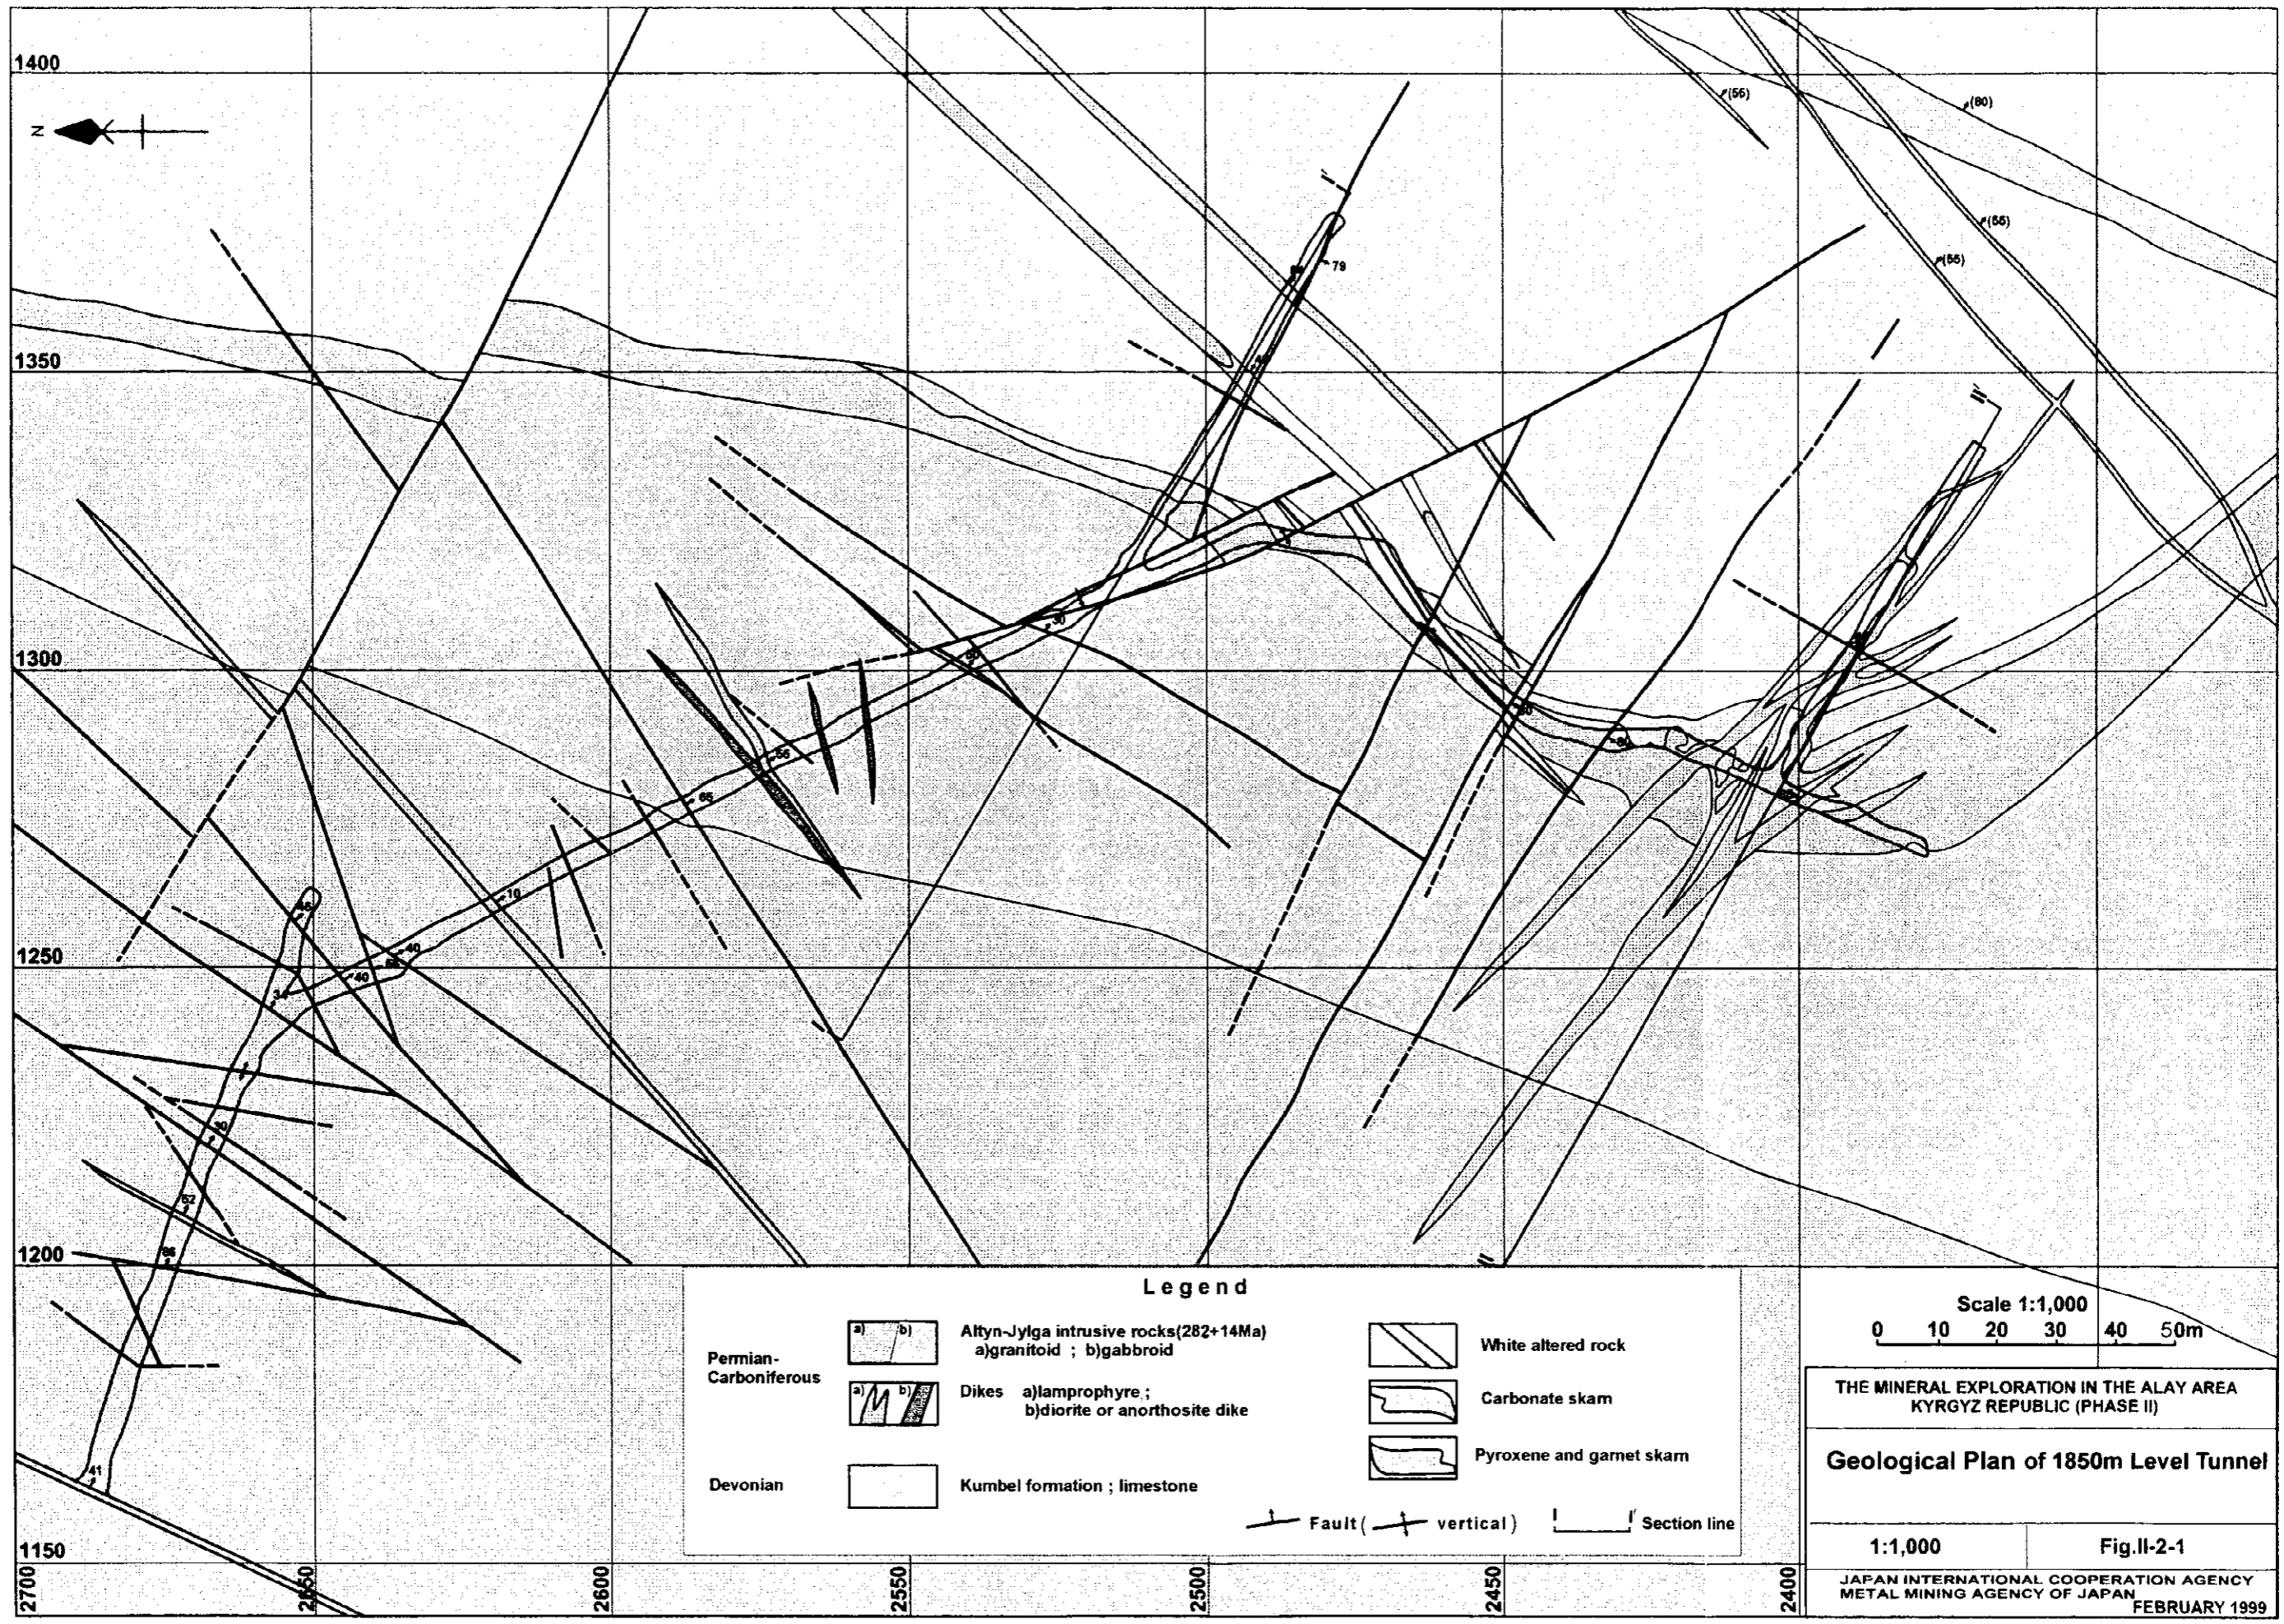 1400
N
(56)
(80)
(55)
(55)
79
1350
1300
30
60
56
65
1250
10
40
40
30
52
86
41
1200
1150
2700
2650
2600
2550
2500
2450
2400
Legend
Permian-
Carboniferous
a) b)
Altyn-Jylga intrusive rocks(282+14Ma)
a)granitoid ; b)gabbroid
a) b)
Dikes a)lamprophyre ;
b)diorite or anorthosite dike
Devonian
Kumbel formation ; limestone
White altered rock
Carbonate skarn
Pyroxene and garnet skarn
Fault ( vertical )
Section line
Scale 1:1,000
0 10 20 30 40 50m
THE MINERAL EXPLORATION IN THE ALAY AREA
KYRGYZ REPUBLIC (PHASE II)
Geological Plan of 1850m Level Tunnel
1:1,000
Fig.II-2-1
JAPAN INTERNATIONAL COOPERATION AGENCY
METAL MINING AGENCY OF JAPAN
FEBRUARY 1999